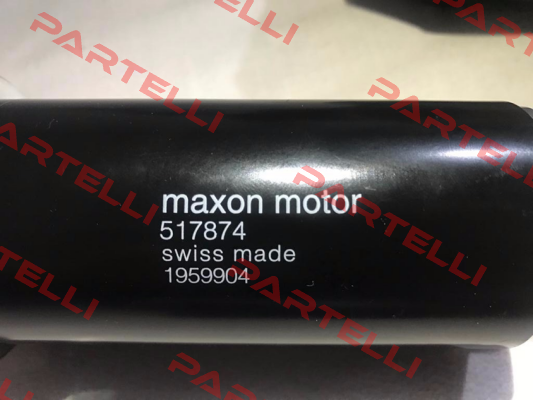 PARTELLI
PARTELLI
PARTELLI
PARTELLI
maxon motor
517874
swiss made
1959904
PARTELLI
PARTELLI